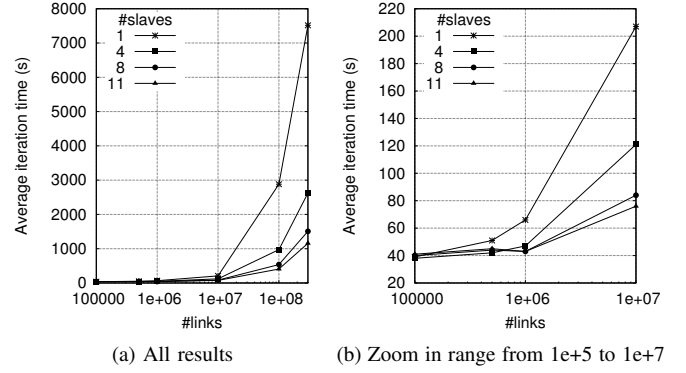 8000
7000
6000
5000
4000
3000
2000
1000
0
100000
1e+06
1e+07
1e+08
Average iteration time (s)
#links
#slaves
1
4
8
11
(a) All results
220
200
180
160
140
120
100
80
60
40
20
100000
1e+06
1e+07
Average iteration time (s)
#links
#slaves
1
4
8
11
(b) Zoom in range from 1e+5 to 1e+7